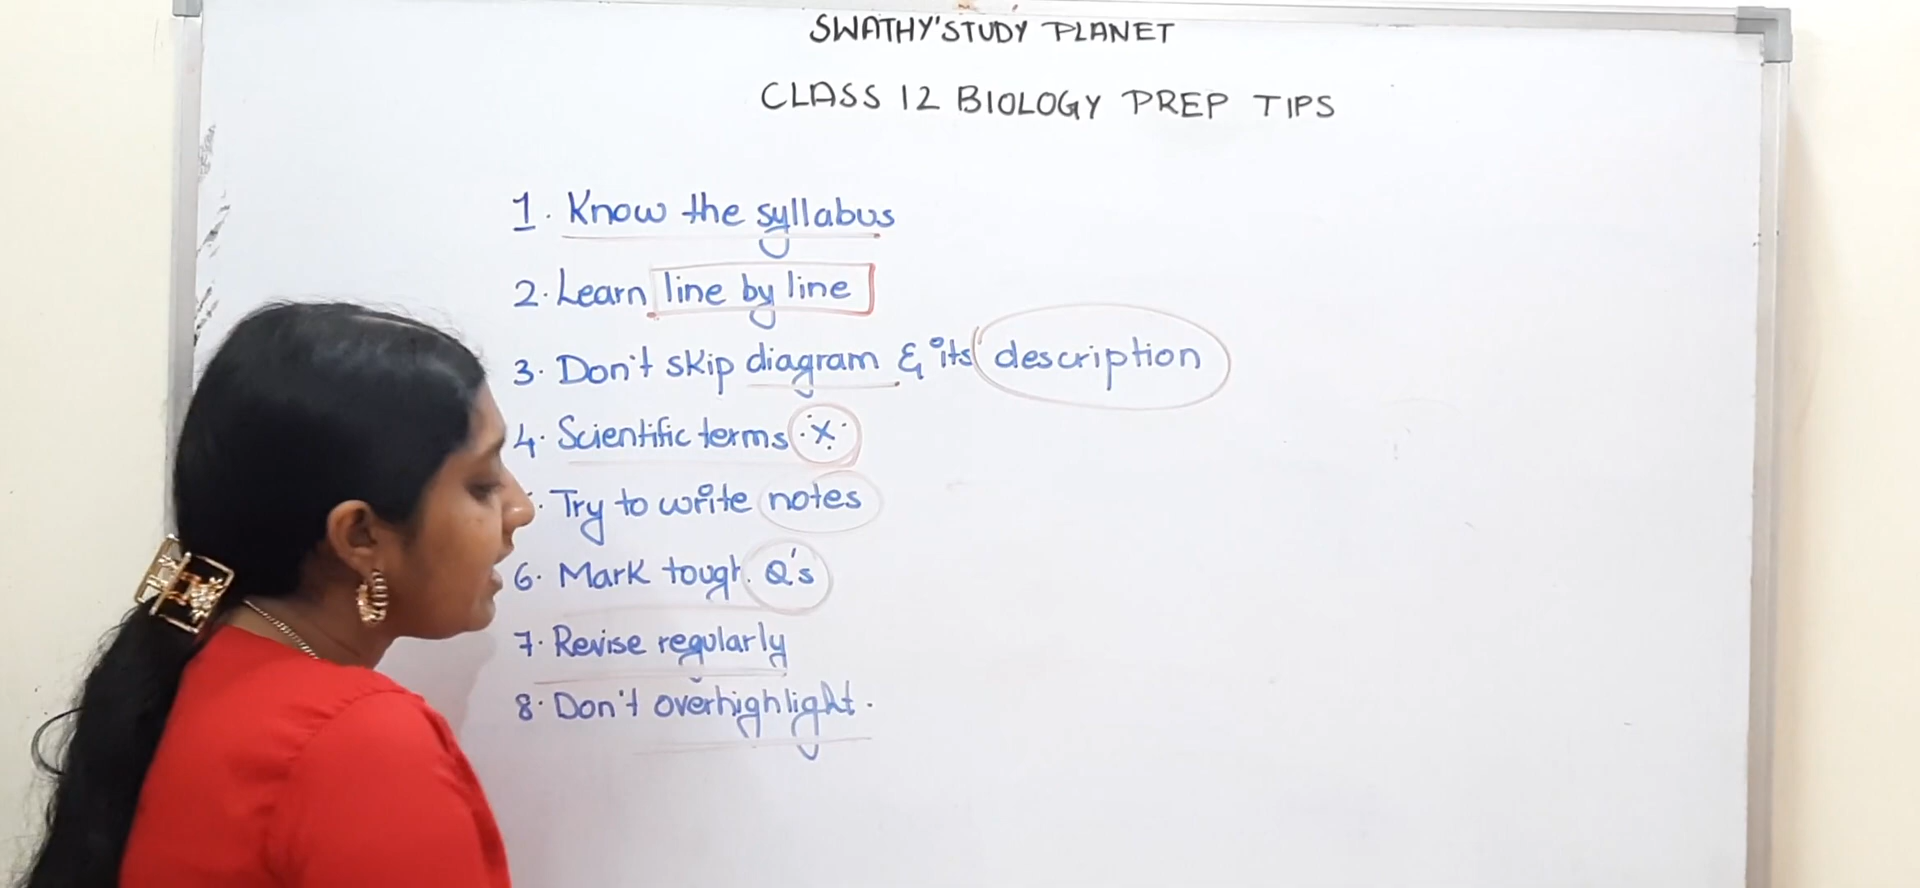 SWATHY'STUDY PLANET
CLASS 12 BIOLOGY PREP TIPS
1. Know the syllabus
2. Learn line by line
3. Don't skip diagram & its description
4. Scientific terms ※
. Try to write notes
6. Mark tough Q's
7. Revise regularly
8. Don't overhighlight.